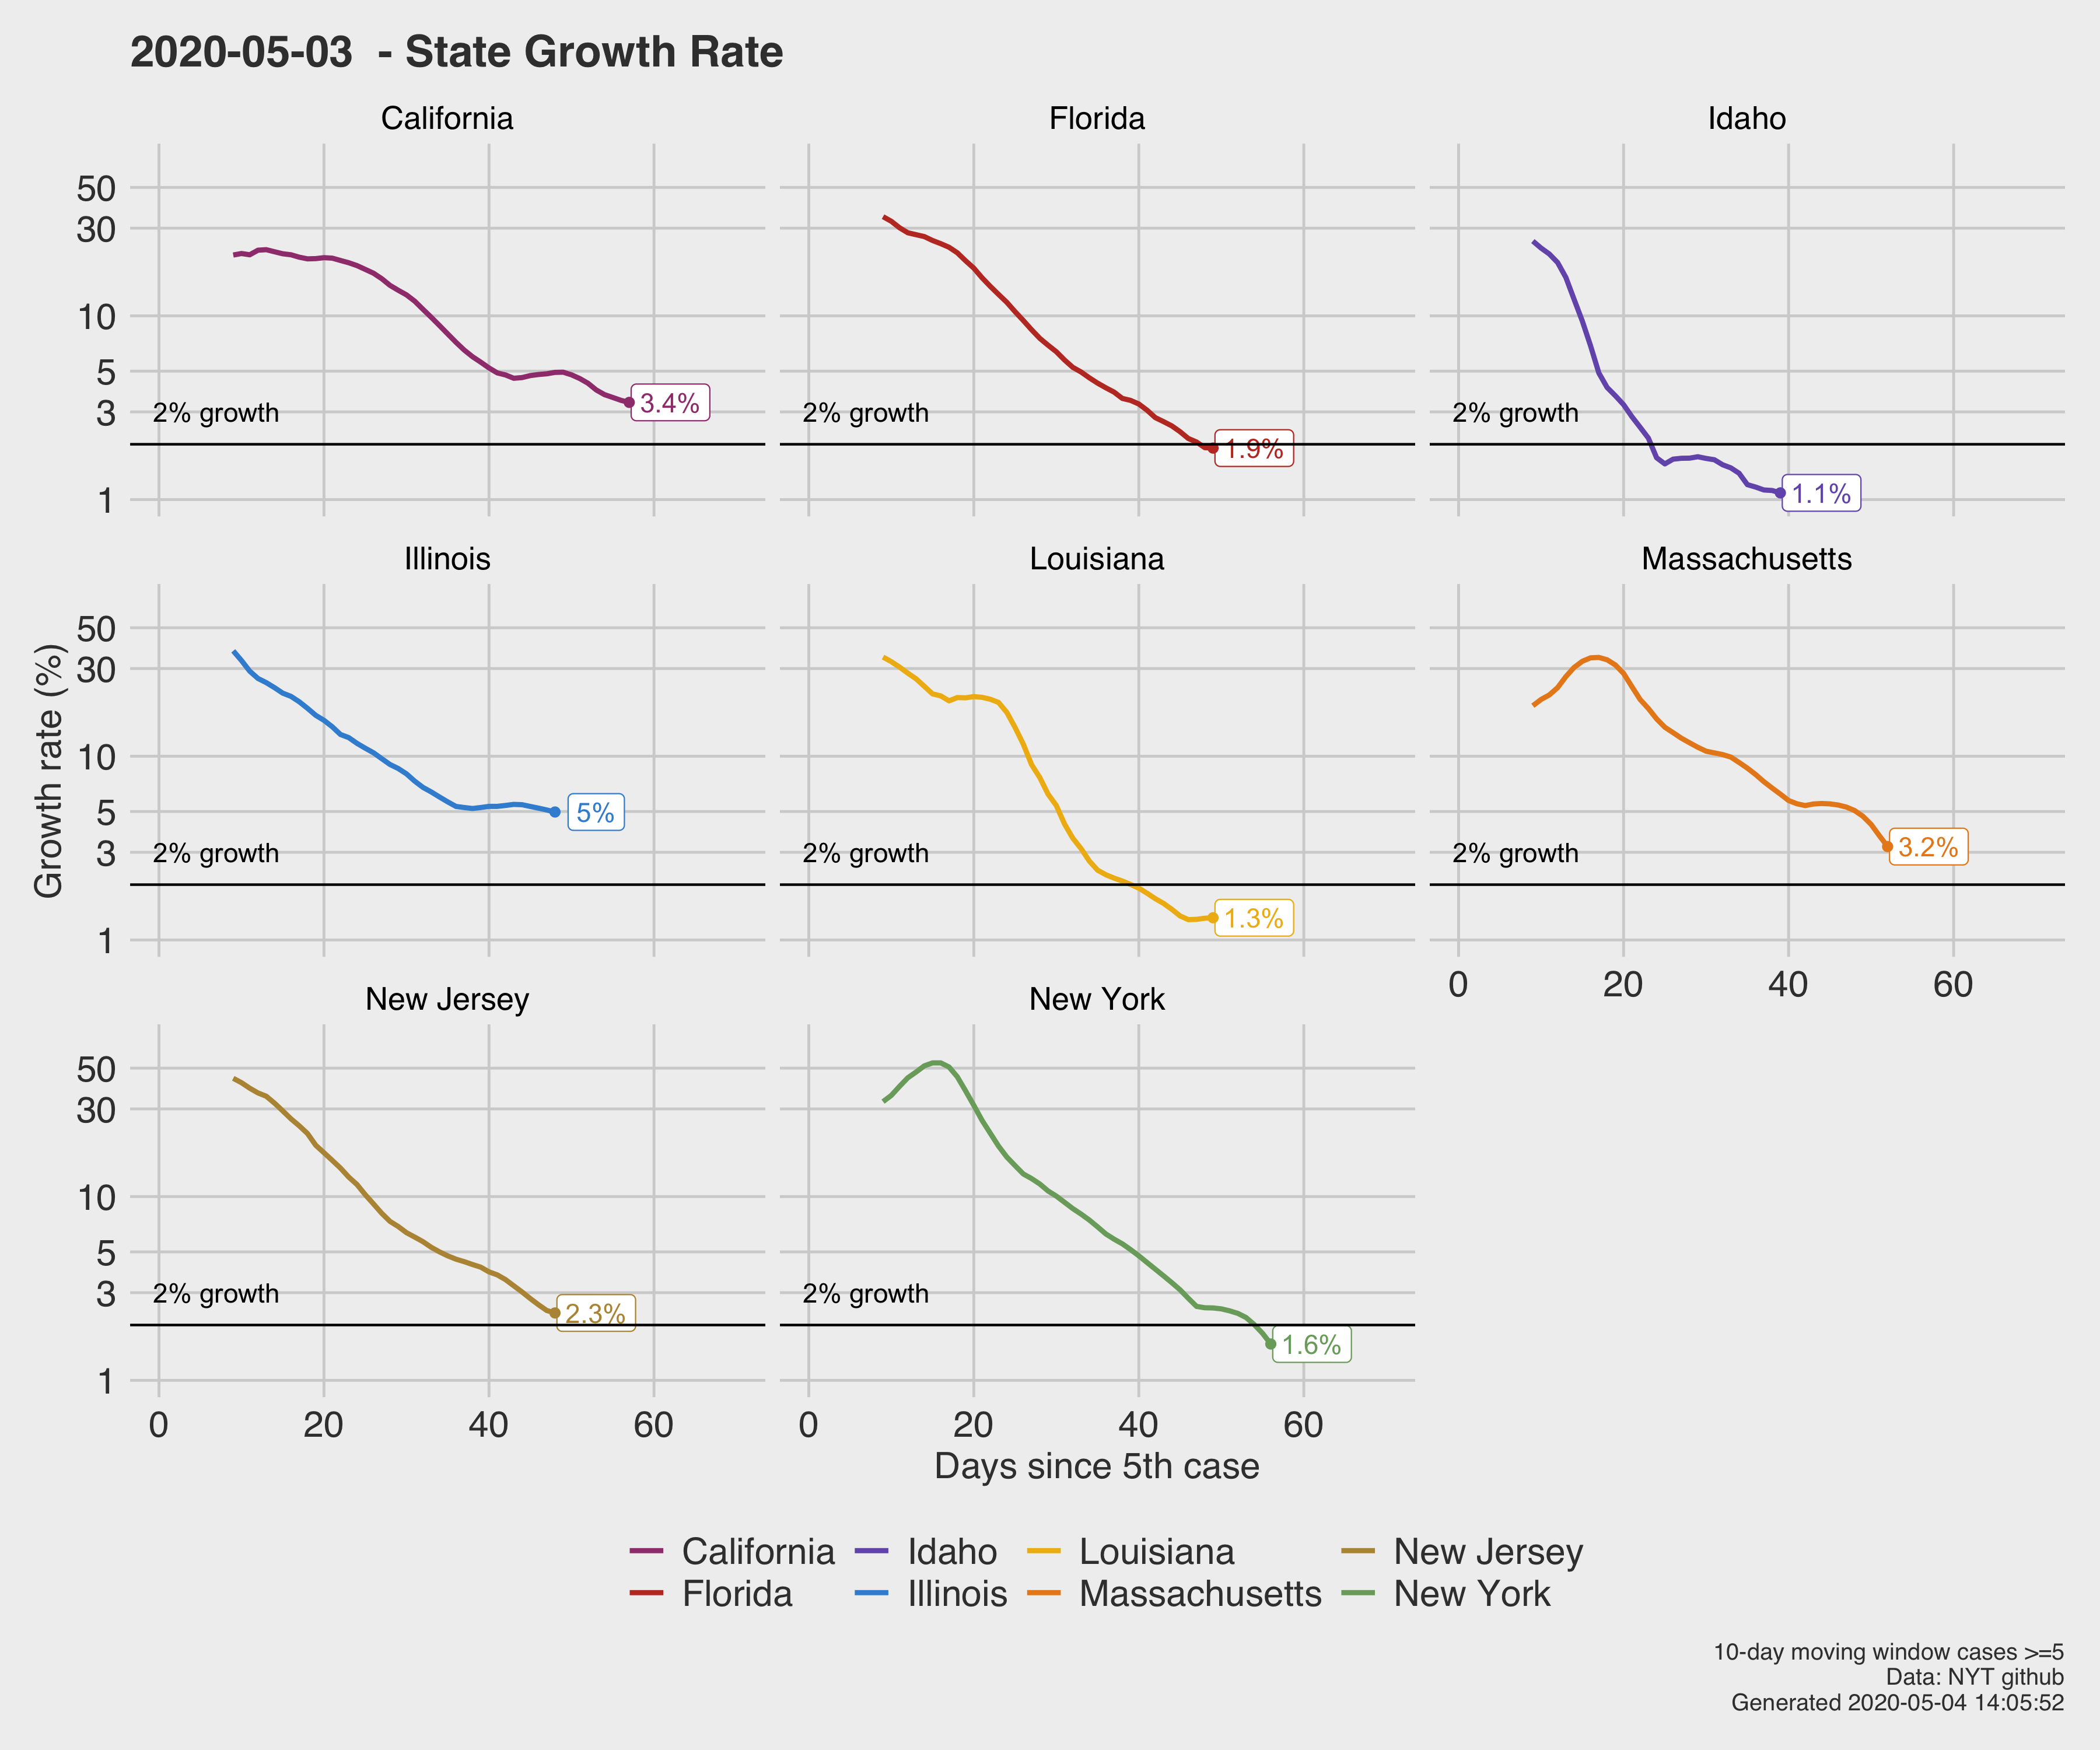 2020-05-03  - State Growth Rate
California
Florida
Idaho
50
30
10
5
3
1
2% growth
3.4%
2% growth
1.9%
2% growth
1.1%
Illinois
Louisiana
Massachusetts
Growth rate (%)
50
30
10
5
3
1
2% growth
5%
2% growth
1.3%
2% growth
3.2%
0 20 40 60
New Jersey
New York
50
30
10
5
3
1
2% growth
2.3%
2% growth
1.6%
0 20 40 60
0 20 40 60
Days since 5th case
California Idaho Louisiana New Jersey
Florida Illinois Massachusetts New York
10-day moving window cases >=5
Data: NYT github
Generated 2020-05-04 14:05:52